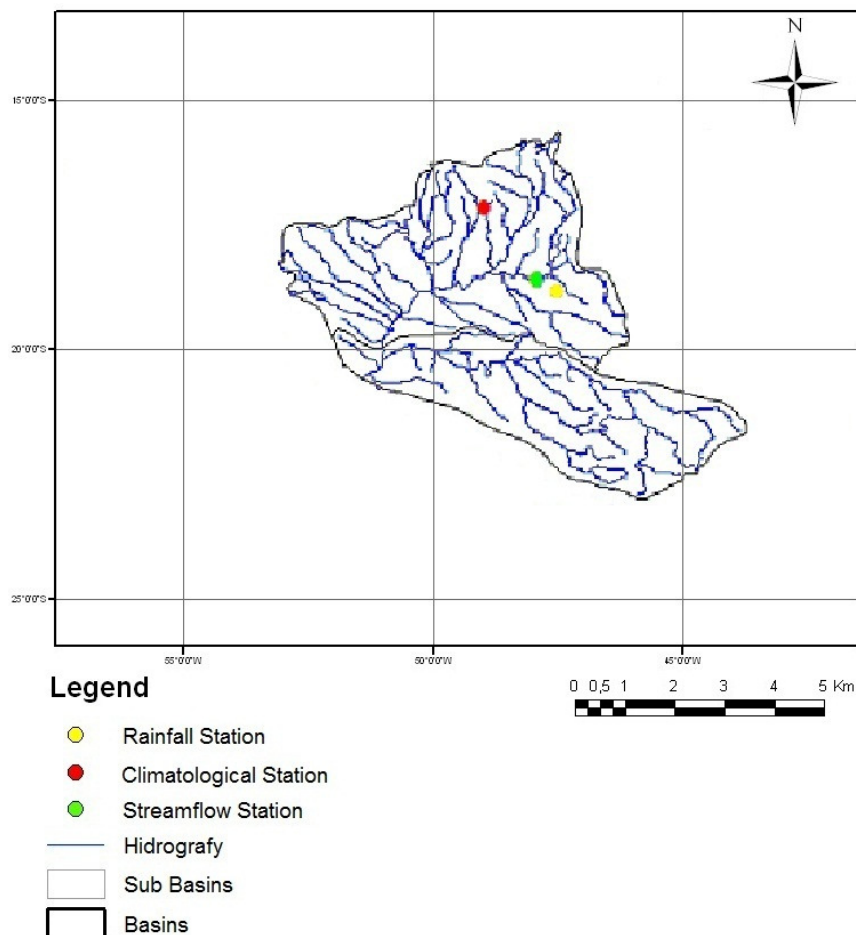 N
15°0'0"S
20°0'0"S
25°0'0"S
55°0'0"W 50°0'0"W 45°0'0"W
Legend
0 0,5 1 2 3 4 5 Km
Rainfall Station
Climatological Station
Streamflow Station
Hidrografy
Sub Basins
Basins